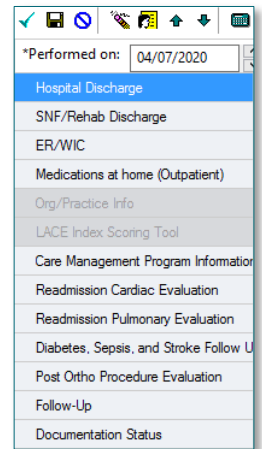 *Performed on: 04/07/2020
Hospital Discharge
SNF/Rehab Discharge
ER/WIC
Medications at home (Outpatient)
Org/Practice Info
LACE Index Scoring Tool
Care Management Program Information
Readmission Cardiac Evaluation
Readmission Pulmonary Evaluation
Diabetes, Sepsis, and Stroke Follow U
Post Ortho Procedure Evaluation
Follow-Up
Documentation Status